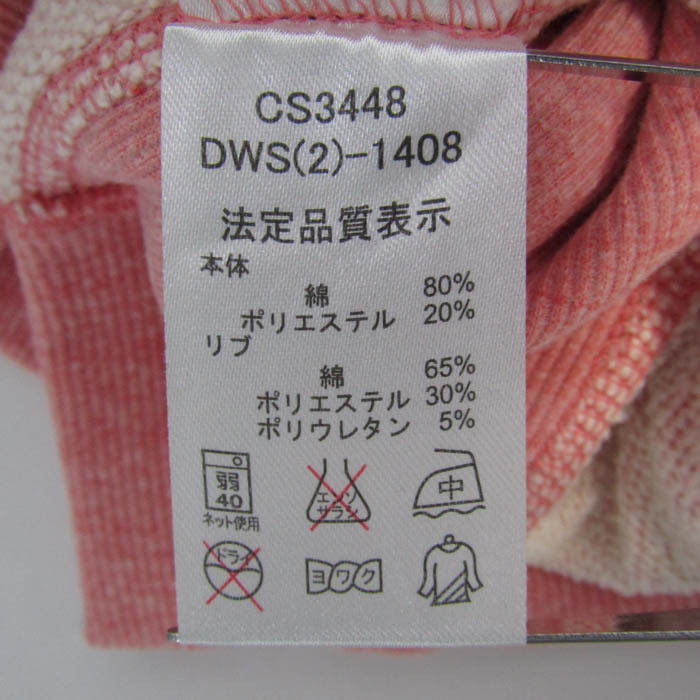 CS3448
DWS(2)-1408
法定品質表示
本体
綿 80%
ポリエステル 20%
リブ
綿 65%
ポリエステル 30%
ポリウレタン 5%
弱
40
ネット使用
エンソ
サラシ
中
ドライ
ヨワク